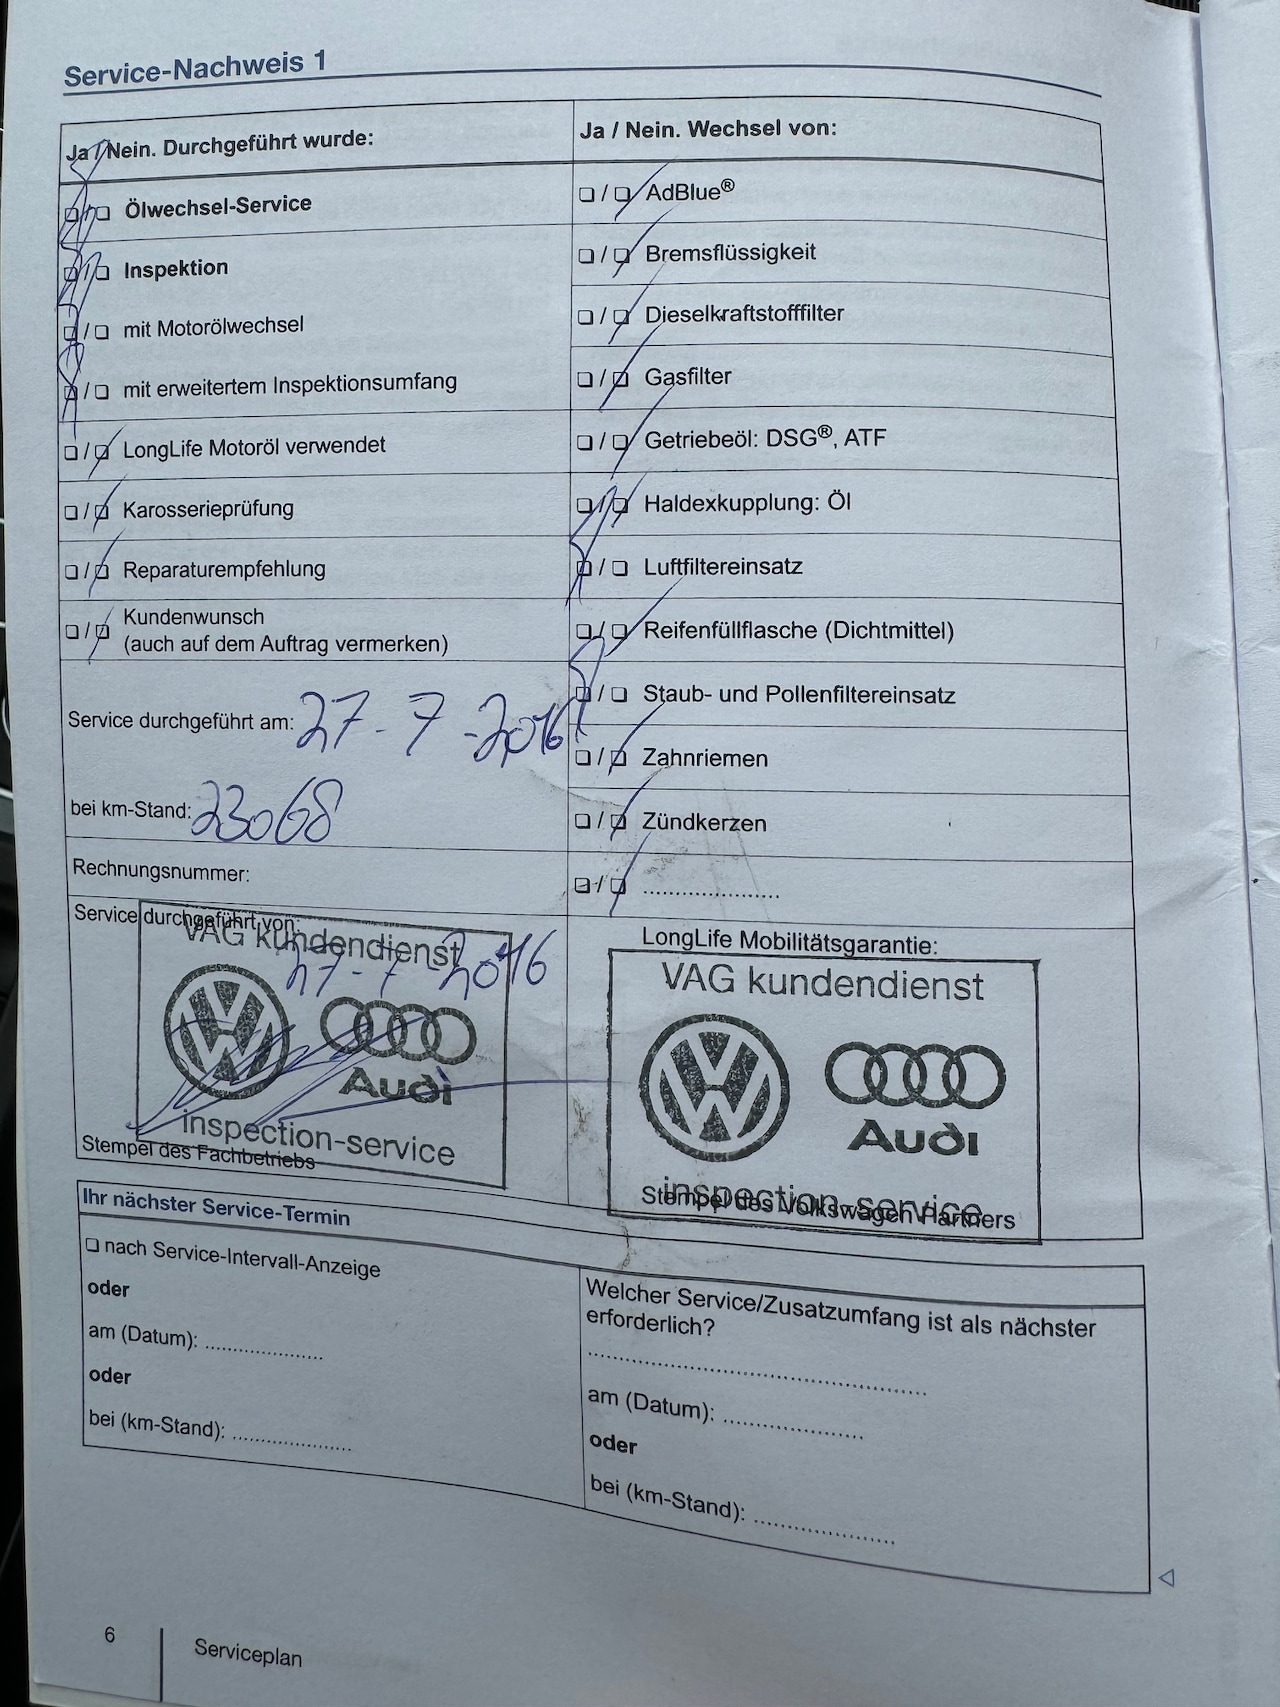 Service-Nachweis 1
Ja / Nein. Durchgeführt wurde:
❏ / ❏ Ölwechsel-Service
❏ / ❏ Inspektion
❏ / ❏ mit Motorölwechsel
❏ / ❏ mit erweitertem Inspektionsumfang
❏ / ❏ LongLife Motoröl verwendet
❏ / ❏ Karosserieprüfung
❏ / ❏ Reparaturempfehlung
❏ / ❏ Kundenwunsch
(auch auf dem Auftrag vermerken)
Service durchgeführt am: 27-7-2016
bei km-Stand: 23068
Rechnungsnummer:
Service durchgeführt von:
VAG kundendienst
27-7-2016
Audi
inspection-service
Stempel des Fachbetriebs
Ja / Nein. Wechsel von:
❏ / ❏ AdBlue®
❏ / ❏ Bremsflüssigkeit
❏ / ❏ Dieselkraftstofffilter
❏ / ❏ Gasfilter
❏ / ❏ Getriebeöl: DSG®, ATF
❏ / ❏ Haldexkupplung: Öl
❏ / ❏ Luftfiltereinsatz
❏ / ❏ Reifenfüllflasche (Dichtmittel)
❏ / ❏ Staub- und Pollenfiltereinsatz
❏ / ❏ Zahnriemen
❏ / ❏ Zündkerzen
❏ / ❏ ......................
LongLife Mobilitätsgarantie:
VAG kundendienst
Audi
inspection-service
Stempel des Volkswagen Partners
Ihr nächster Service-Termin
❏ nach Service-Intervall-Anzeige
oder
am (Datum): ...................
oder
bei (km-Stand): ...................
Welcher Service/Zusatzumfang ist als nächster
erforderlich?
......................................................
am (Datum): ......................
oder
bei (km-Stand): ......................
6
Serviceplan